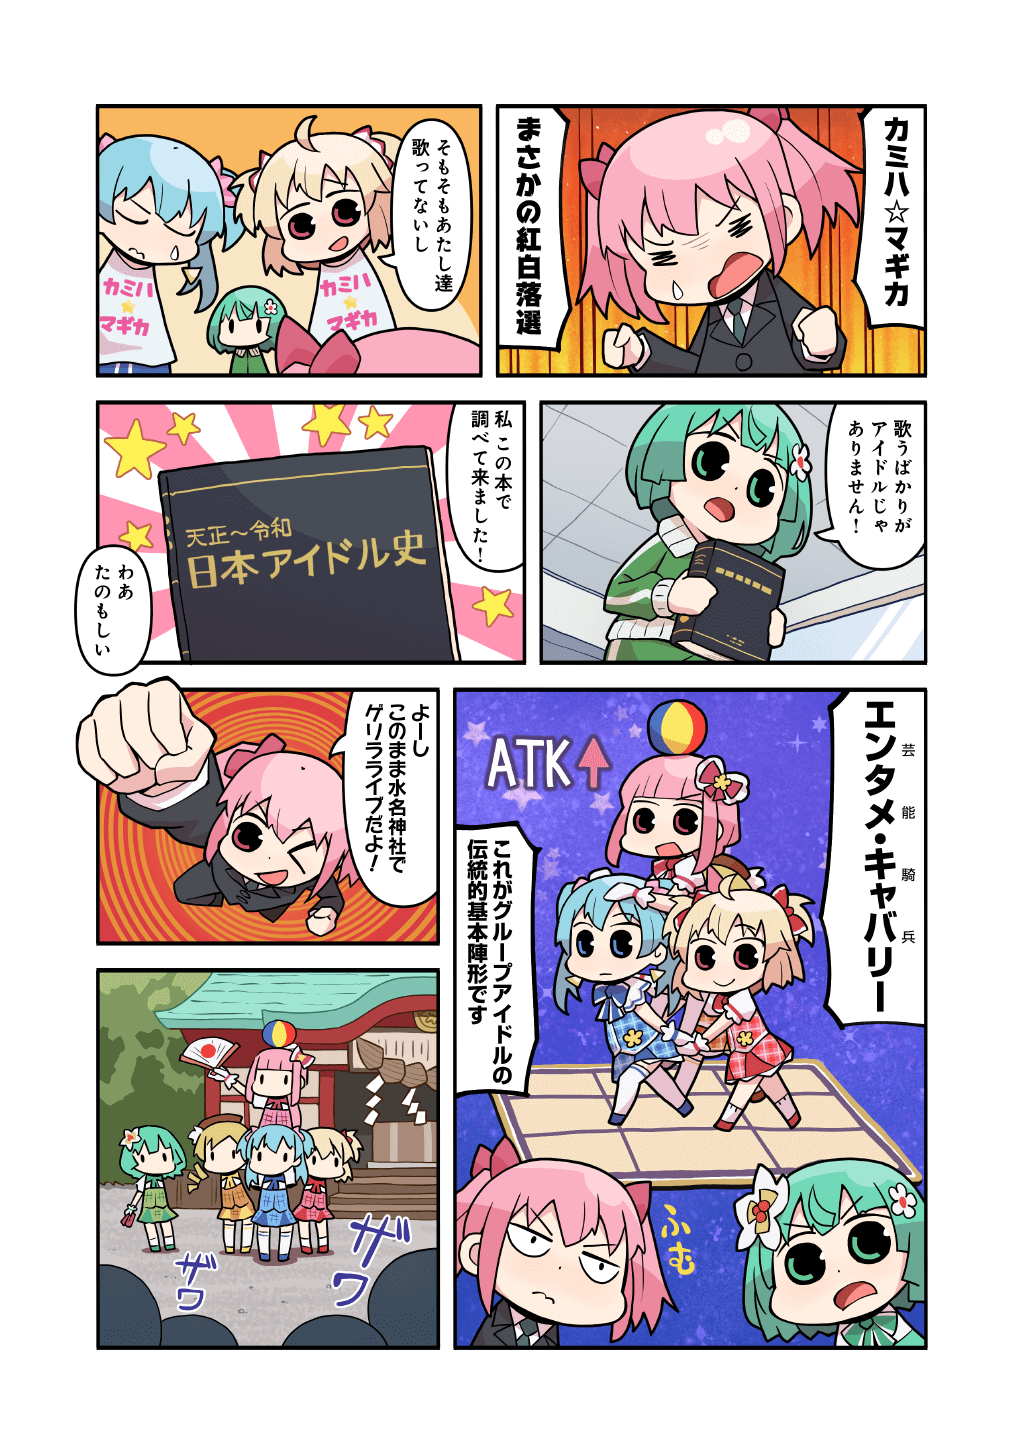 カミハ☆マギカ
まさかの紅白落選
そもそもあたし達
歌ってないし
カミハ
マギカ
カミハ
マギカ
歌うばかりが
アイドルじゃ
ありません!
私 この本で
調べて来ました!
天正~令和
日本アイドル史
わあ
たのもしい
エンタメ・キャバリー
芸能騎兵
ATK
これがグループアイドルの
伝統的基本陣形です
ふむ
よーし
このまま水名神社で
ゲリラライブだよ!
ザワ
ザワ